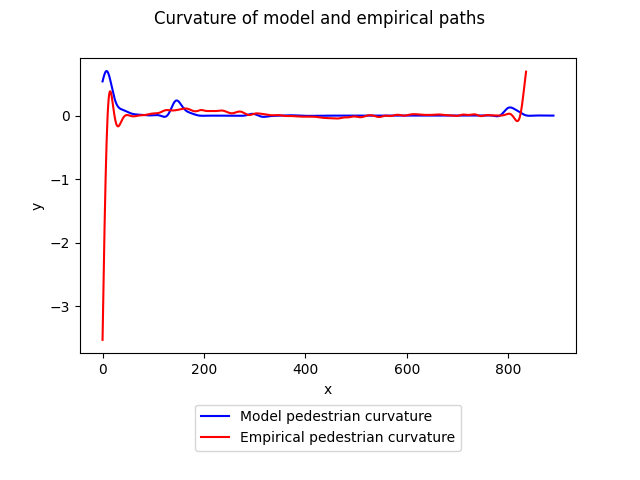 Curvature of model and empirical paths
0
−1
−2
−3
y
0 200 400 600 800
x
Model pedestrian curvature
Empirical pedestrian curvature